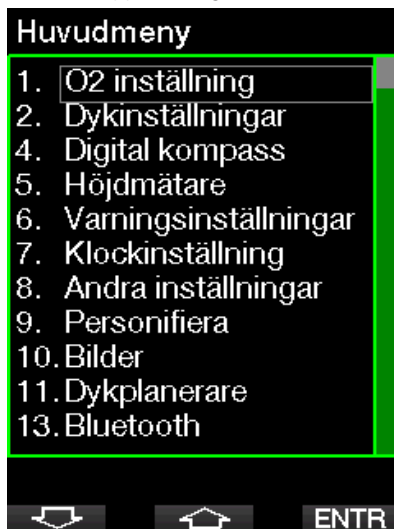 Huvudmeny
1. O2 inställning
2. Dykinställningar
4. Digital kompass
5. Höjdmätare
6. Varningsinställningar
7. Klockinställning
8. Andra inställningar
9. Personifiera
10. Bilder
11. Dykplanerare
13. Bluetooth
ENTR